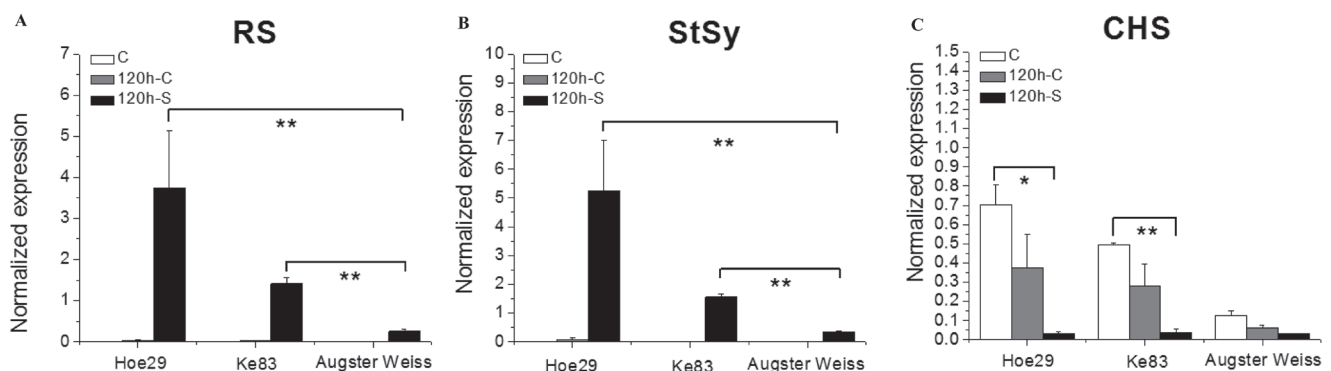 A
RS
7
6
5
4
3
2
1
0
Normalized expression
C
120h-C
120h-S
**
**
Hoe29
Ke83
Augster Weiss
B
StSy
10
9
8
7
6
5
4
3
2
1
0
Normalized expression
C
120h-C
120h-S
**
**
Hoe29
Ke83
Augster Weiss
C
CHS
1.5
1.4
1.3
1.2
1.1
1.0
0.9
0.8
0.7
0.6
0.5
0.4
0.3
0.2
0.1
0.0
Normalized expression
C
120h-C
120h-S
*
**
Hoe29
Ke83
Augster Weiss